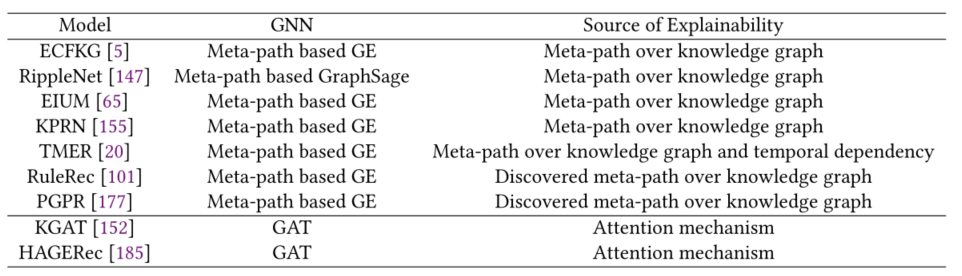 Model GNN Source of Explainability
ECFKG [5] Meta-path based GE Meta-path over knowledge graph
RippleNet [147] Meta-path based GraphSage Meta-path over knowledge graph
EIUM [65] Meta-path based GE Meta-path over knowledge graph
KPRN [155] Meta-path based GE Meta-path over knowledge graph
TMER [20] Meta-path based GE Meta-path over knowledge graph and temporal dependency
RuleRec [101] Meta-path based GE Discovered meta-path over knowledge graph
PGPR [177] Meta-path based GE Discovered meta-path over knowledge graph
KGAT [152] GAT Attention mechanism
HAGERec [185] GAT Attention mechanism